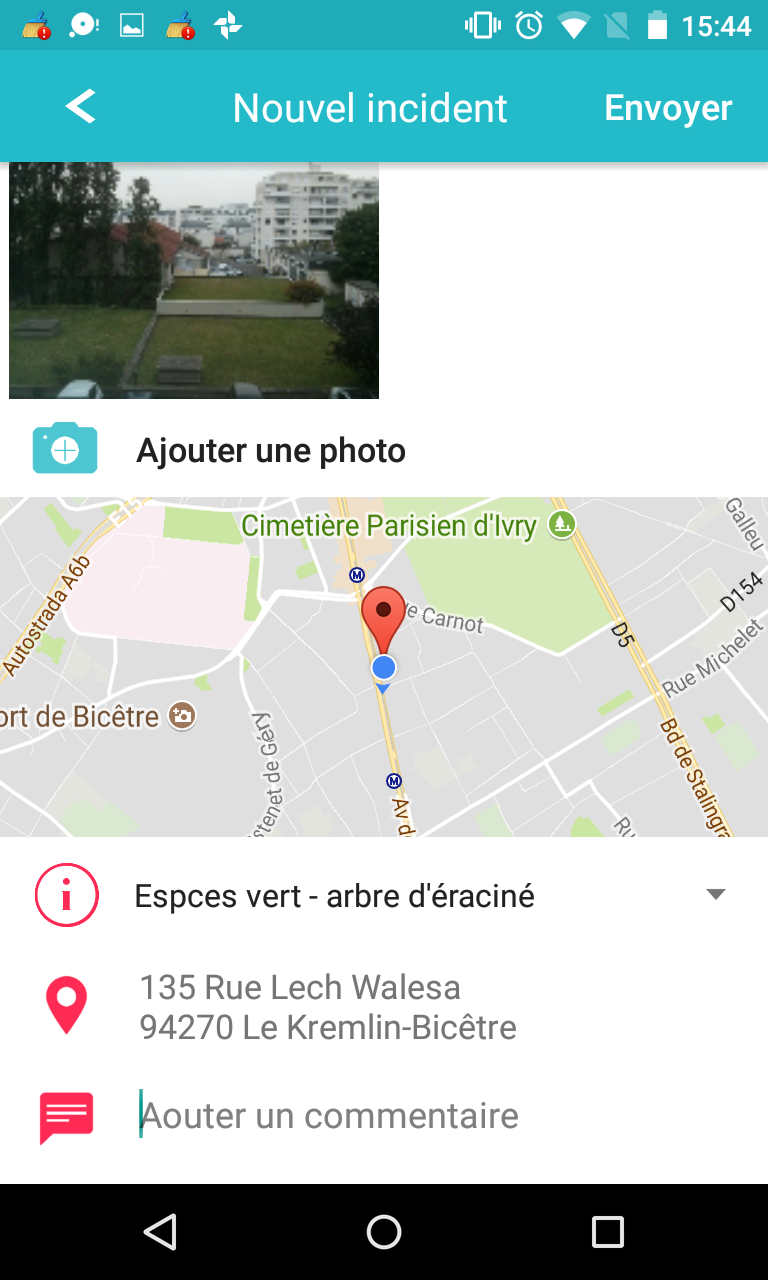 15:44
Nouvel incident
Envoyer
Ajouter une photo
E15
Cimetière Parisien d'Ivry
Galleu
Autostrada A6b
M
D154
ue Carnot
D5
Rue Michelet
ort de Bicêtre
stenet de Géry
Bd de Stalingra
M
Av d
Ru
Espces vert - arbre d'éraciné
135 Rue Lech Walesa
94270 Le Kremlin-Bicêtre
Aouter un commentaire